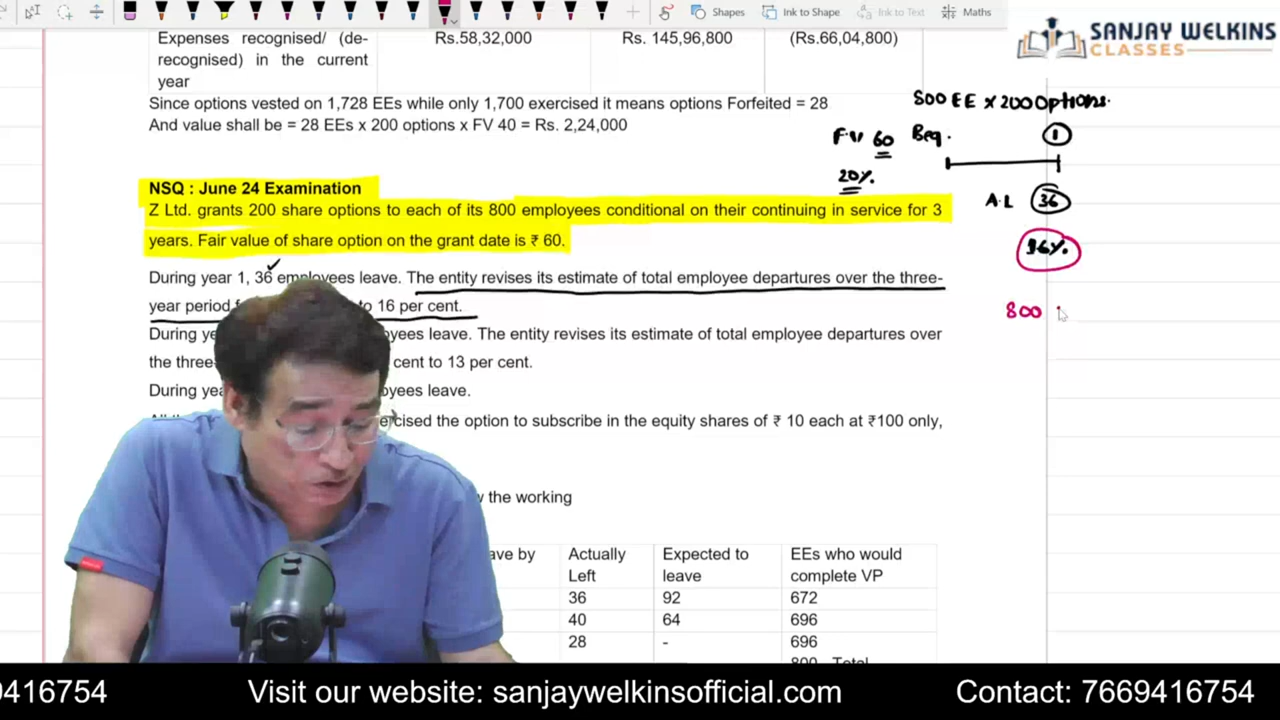 Shapes Ink to Shape Ink to Text Maths
SANJAY WELKINS
CLASSES
Expenses recognised/ (de-
recognised) in the current
year
Rs.58,32,000 Rs. 145,96,800 (Rs.66,04,800)
Since options vested on 1,728 EEs while only 1,700 exercised it means options Forfeited = 28
And value shall be = 28 EEs x 200 options x FV 40 = Rs. 2,24,000
800 EE x 200 Options.
F.V 60 Beg. 1
20%.
A.L 36
16%.
800
NSQ : June 24 Examination
Z Ltd. grants 200 share options to each of its 800 employees conditional on their continuing in service for 3
years. Fair value of share option on the grant date is ₹ 60.
During year 1, 36 employees leave. The entity revises its estimate of total employee departures over the three-
year period to 16 per cent.
During yees leave. The entity revises its estimate of total employee departures over
the three- cent to 13 per cent.
During yees leave.
ercised the option to subscribe in the equity shares of ₹ 10 each at ₹100 only,
the working
ave by Actually Left Expected to leave EEs who would complete VP
36 92 672
40 64 696
28 - 696
9416754 Visit our website: sanjaywelkinsofficial.com Contact: 7669416754